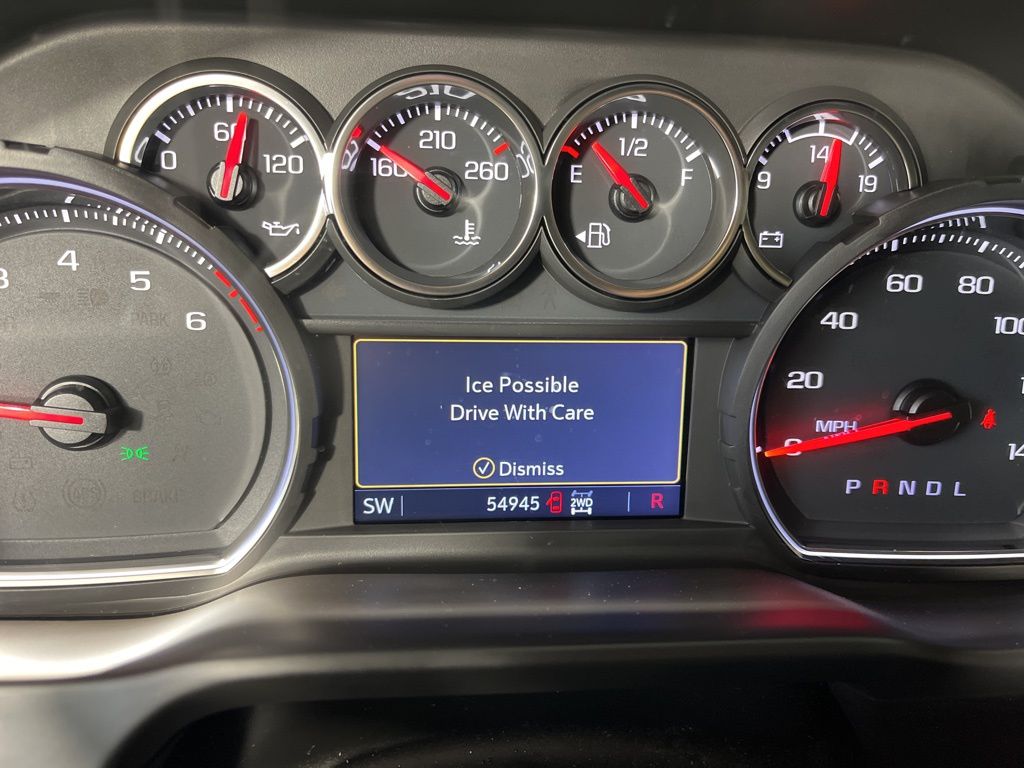 0 60 120
160 210 260
E 1/2 F
9 14 19
4 5 6
Ice Possible
Drive With Care
Dismiss
SW 54945 2WD R
0 20 40 60 80 100
MPH
P R N D L
PARK
BRAKE